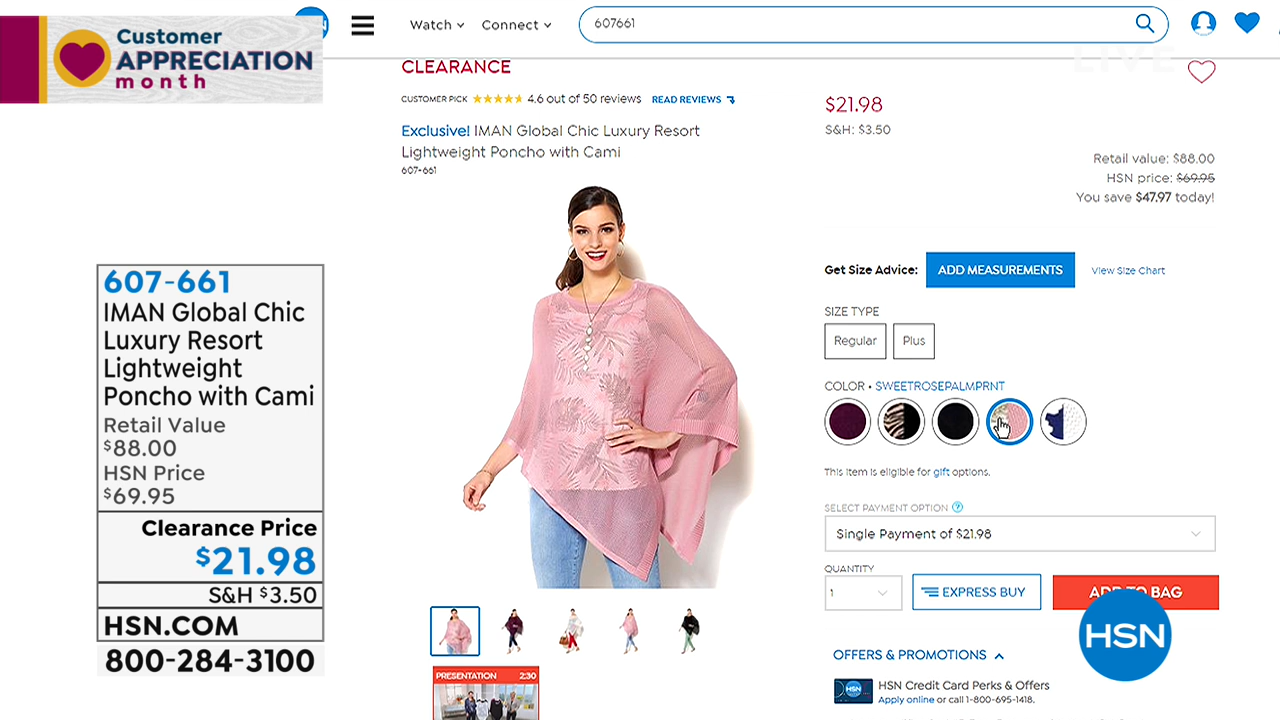 Customer
APPRECIATION
month
Watch
Connect
607661
LIVE
CLEARANCE
CUSTOMER PICK 4.6 out of 50 reviews READ REVIEWS
Exclusive! IMAN Global Chic Luxury Resort
Lightweight Poncho with Cami
607-661
$21.98
S&H: $3.50
Retail value: $88.00
HSN price: $69.95
You save $47.97 today!
Get Size Advice: ADD MEASUREMENTS View Size Chart
SIZE TYPE
Regular Plus
COLOR • SWEETROSEPALMPRNT
This item is eligible for gift options.
SELECT PAYMENT OPTION ?
Single Payment of $21.98
QUANTITY
1 EXPRESS BUY ADD TO BAG
HSN
OFFERS & PROMOTIONS
HSN
HSN Credit Card Perks & Offers
Apply online or call 1-800-695-1418.
PRESENTATION 2:30
607-661
IMAN Global Chic
Luxury Resort
Lightweight
Poncho with Cami
Retail Value
$88.00
HSN Price
$69.95
Clearance Price
$21.98
S&H $3.50
HSN.COM
800-284-3100